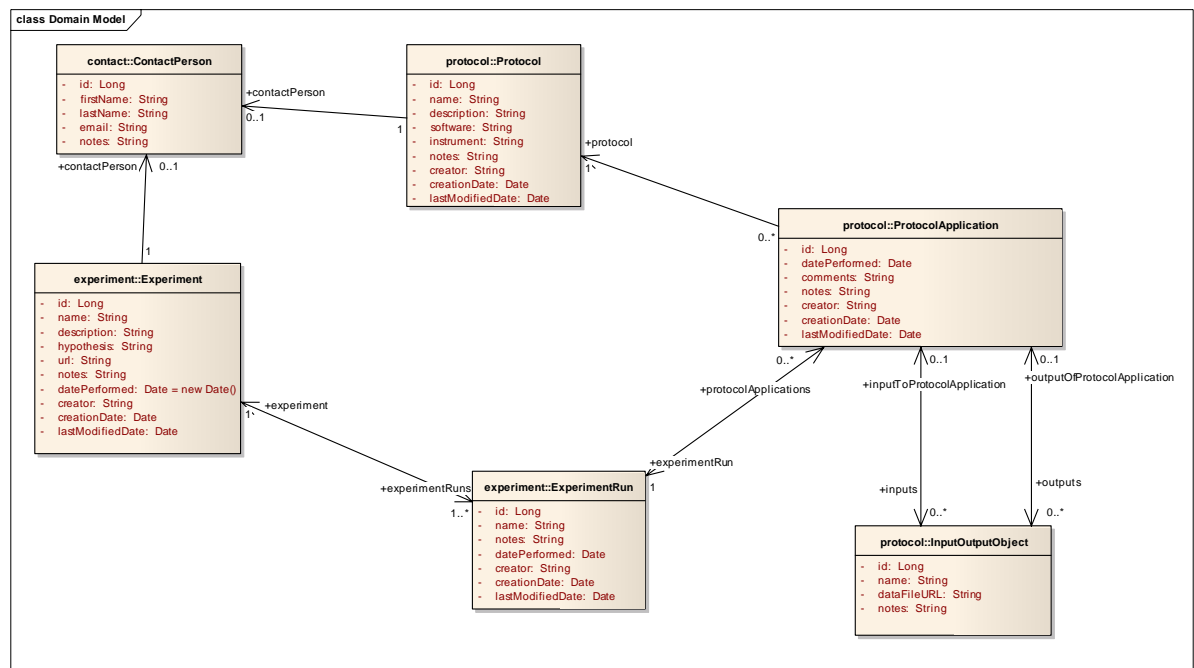 class Domain Model
contact::ContactPerson
- id: Long
- firstName: String
- lastName: String
- email: String
- notes: String
protocol::Protocol
- id: Long
- name: String
- description: String
- software: String
- instrument: String
- notes: String
- creator: String
- creationDate: Date
- lastModifiedDate: Date
+contactPerson
0..1
1
+contactPerson
0..1
1
+protocol
1
0..*
protocol::ProtocolApplication
- id: Long
- datePerformed: Date
- comments: String
- notes: String
- creator: String
- creationDate: Date
- lastModifiedDate: Date
experiment::Experiment
- id: Long
- name: String
- description: String
- hypothesis: String
- url: String
- notes: String
- datePerformed: Date = new Date()
- creator: String
- creationDate: Date
- lastModifiedDate: Date
0..*
+protocolApplications
0..1
+inputToProtocolApplication
0..1
+outputOfProtocolApplication
+experiment
1
+experimentRuns
1..*
+experimentRun
1
experiment::ExperimentRun
- id: Long
- name: String
- notes: String
- datePerformed: Date
- creator: String
- creationDate: Date
- lastModifiedDate: Date
+inputs
0..*
+outputs
0..*
protocol::InputOutputObject
- id: Long
- name: String
- dataFileURL: String
- notes: String